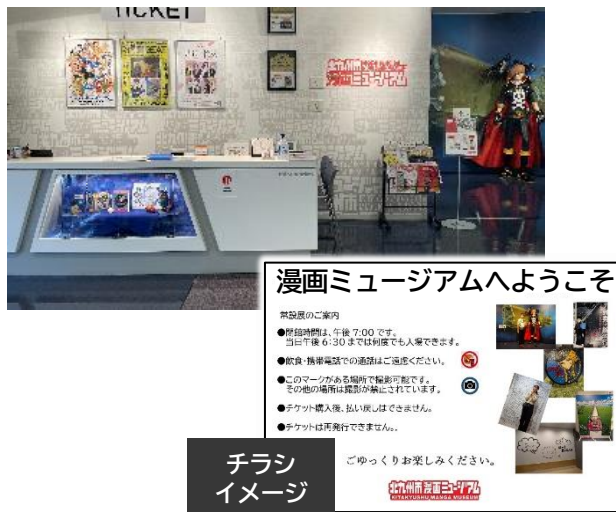 TICKET
北九州市
漫画ミュージアム
漫画ミュージアムへようこそ
常設展のご案内
●閉館時間は、午後 7:00 です。
当日午後 6:30 までは何度でも入場できます。
●飲食・携帯電話での通話はご遠慮ください。
●このマークがある場所で撮影可能です。
その他の場所は撮影が禁止されています。
●チケット購入後、払い戻しはできません。
●チケットは再発行できません。.
ごゆっくりお楽しみください。
北九州市漫画ミュージアム
KITAKYUSHU MANGA MUSEUM
チラシ
イメージ